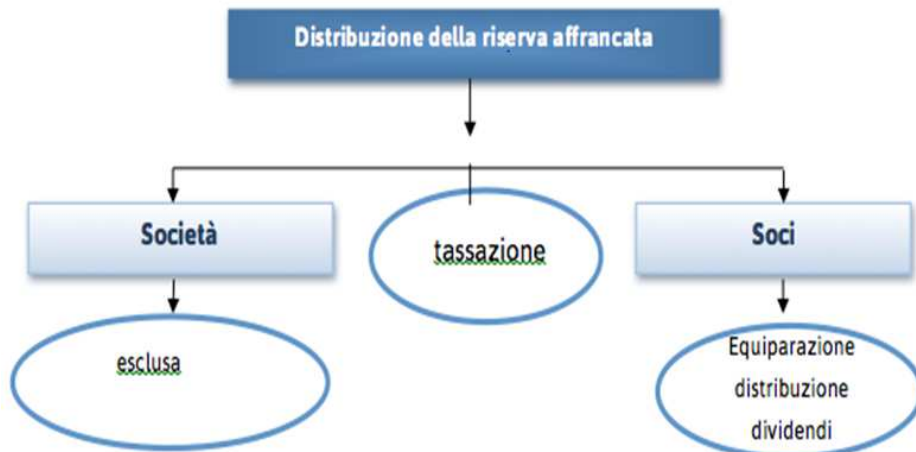 Distribuzione della riserva affrancata
Società
tassazione
Soci
esclusa
Equiparazione
distribuzione
dividendi